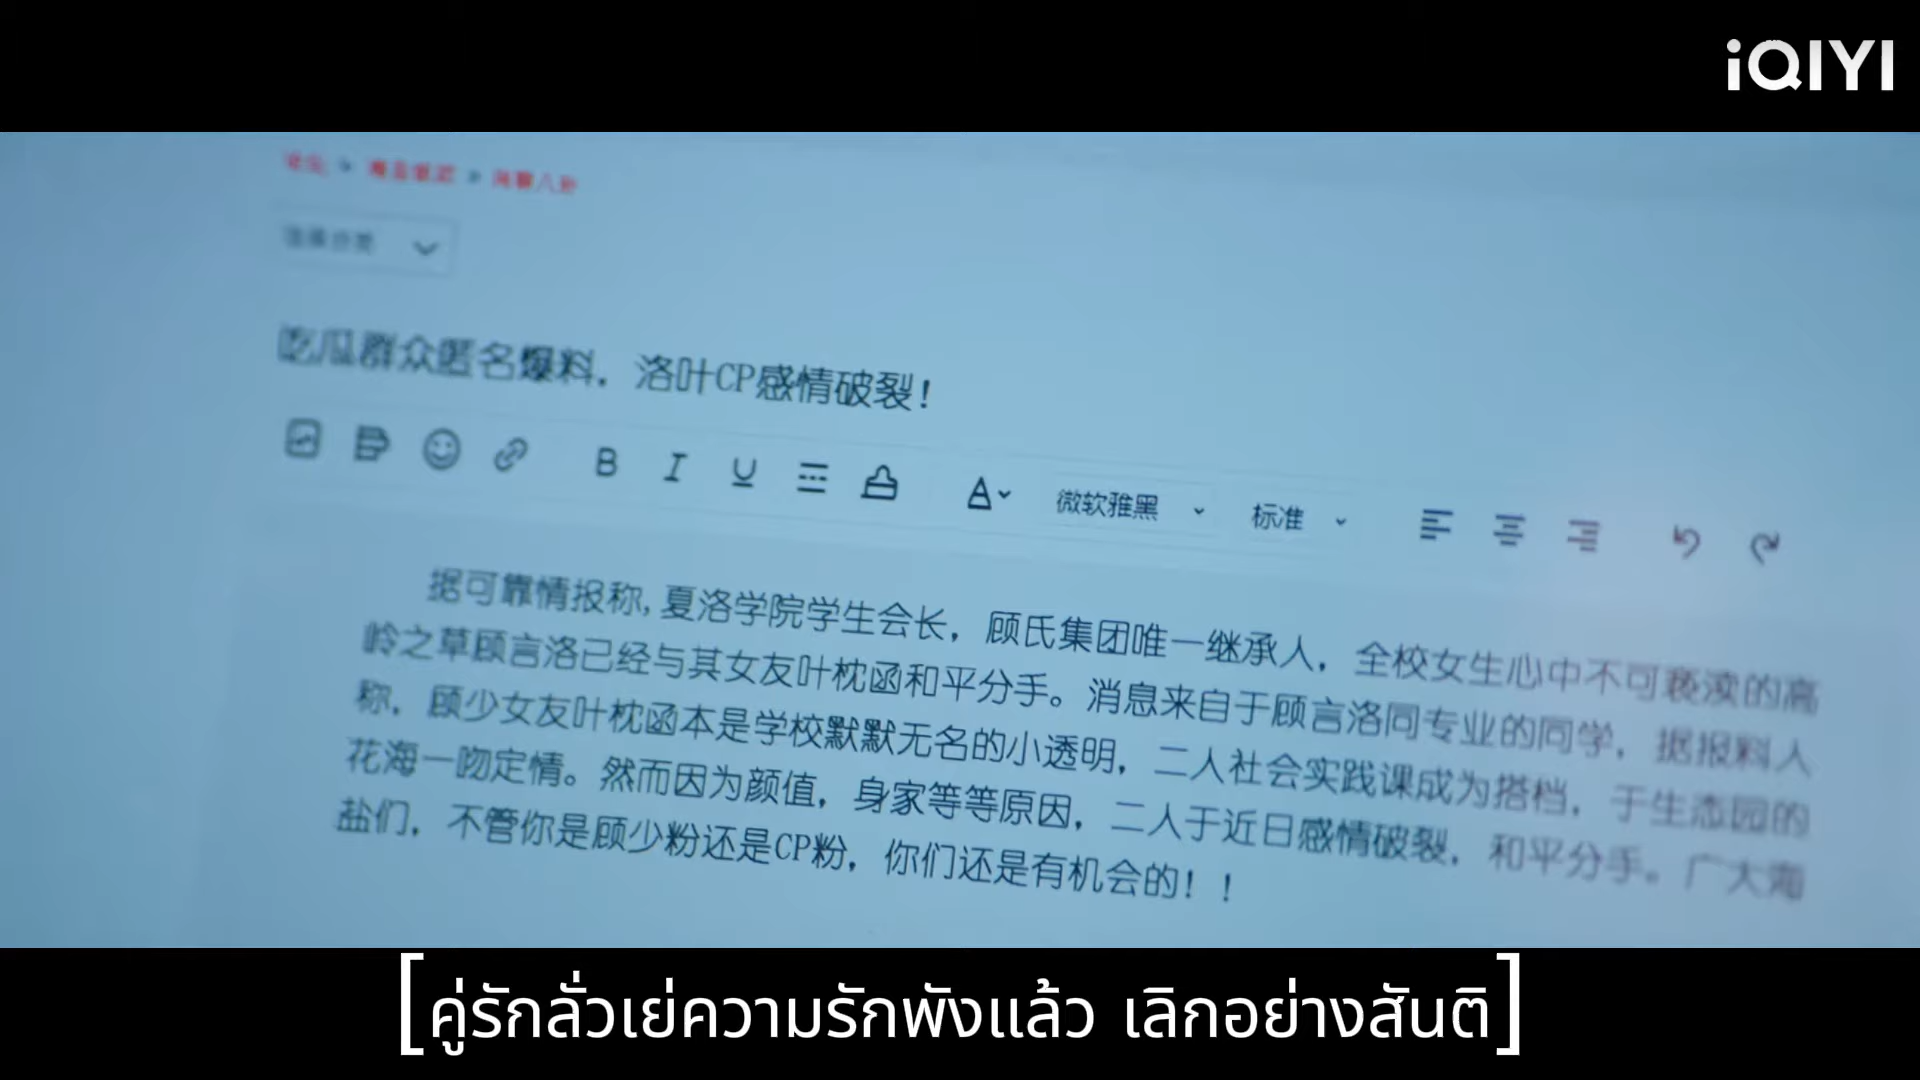 iQIYI
吃瓜群众匿名爆料，洛叶CP感情破裂！
B I U A 微软雅黑 标准
据可靠情报称,夏洛学院学生会长，顾氏集团唯一继承人，全校女生心中不可亵渎的高
岭之草顾言洛已经与其女友叶枕函和平分手。消息来自于顾言洛同专业的同学，据报料人
称，顾少女友叶枕函本是学校默默无名的小透明，二人社会实践课成为搭档，于生态园的
花海一吻定情。然而因为颜值，身家等等原因，二人于近日感情破裂，和平分手。广大海
盐们，不管你是顾少粉还是CP粉，你们还是有机会的！！
[คู่รักลั่วเย่ความรักพังแล้ว เลิกอย่างสันติ]